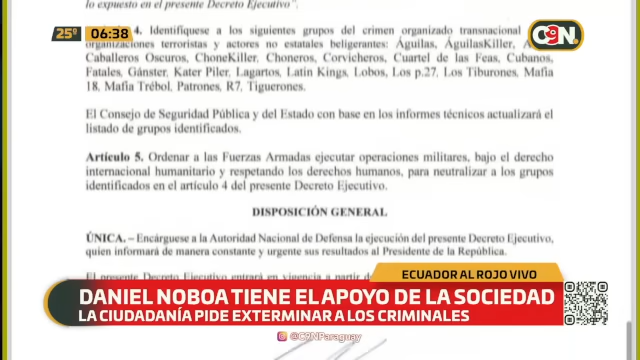 lo expuesto en el presente Decreto Ejecutivo".
25°
06:38
C9N
4. Identifíquese a los siguientes grupos del crimen organizado transnacional
organizaciones terroristas y actores no estatales beligerantes: Águilas, ÁguilasKiller,
Caballeros Oscuros, ChoneKiller, Choneros, Corvicheros, Cuartel de las Feas, Cubanos,
Fatales, Gánster, Kater Piler, Lagartos, Latin Kings, Lobos, Los p.27, Los Tiburones, Mafia
18, Mafia Trébol, Patrones, R7, Tiguerones.
El Consejo de Seguridad Pública y del Estado con base en los informes técnicos actualizará el
listado de grupos identificados.
Artículo 5. Ordenar a las Fuerzas Armadas ejecutar operaciones militares, bajo el derecho
internacional humanitario y respetando los derechos humanos, para neutralizar a los grupos
identificados en el artículo 4 del presente Decreto Ejecutivo.
DISPOSICIÓN GENERAL
ÚNICA. – Encárguese a la Autoridad Nacional de Defensa la ejecución del presente Decreto Ejecutivo,
quien informará de manera constante y urgente sus resultados al Presidente de la República.
El presente Decreto Ejecutivo entrará en vigencia a partir de
ECUADOR AL ROJO VIVO
DANIEL NOBOA TIENE EL APOYO DE LA SOCIEDAD
LA CIUDADANÍA PIDE EXTERMINAR A LOS CRIMINALES
@C9NParaguay